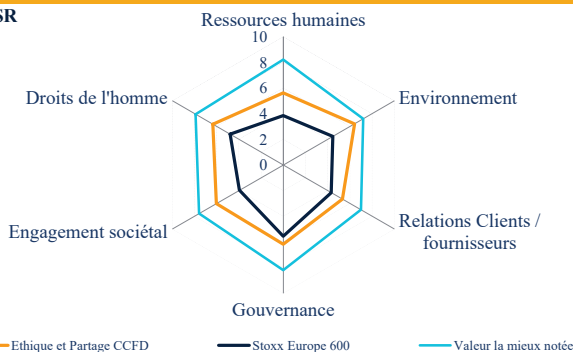 SR
Ressources humaines
10
8
6
4
2
0
Droits de l'homme
Environnement
Engagement sociétal
Relations Clients /
fournisseurs
Gouvernance
Ethique et Partage CCFD
Stoxx Europe 600
Valeur la mieux notée